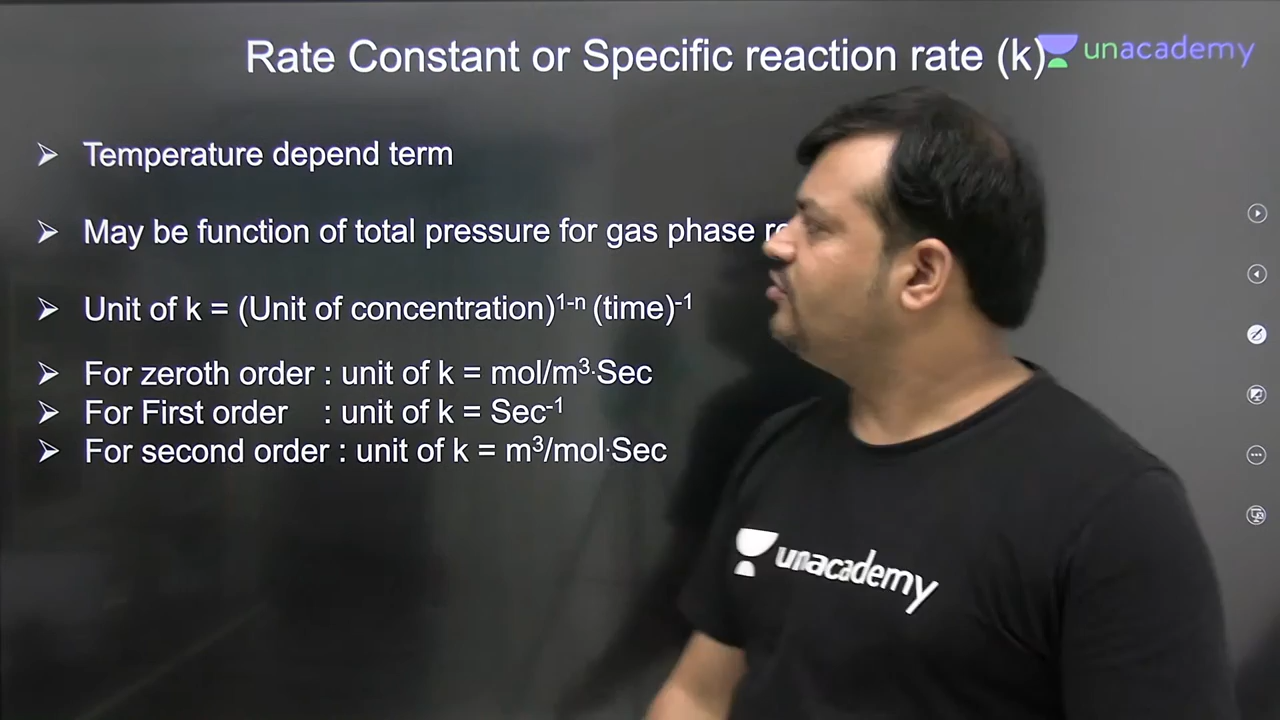 Rate Constant or Specific reaction rate (k)
unacademy
➢ Temperature depend term
➢ May be function of total pressure for gas phase
➢ Unit of k = (Unit of concentration)¹⁻ⁿ (time)⁻¹
➢ For zeroth order : unit of k = mol/m³·Sec
➢ For First order : unit of k = Sec⁻¹
➢ For second order : unit of k = m³/mol·Sec
unacademy